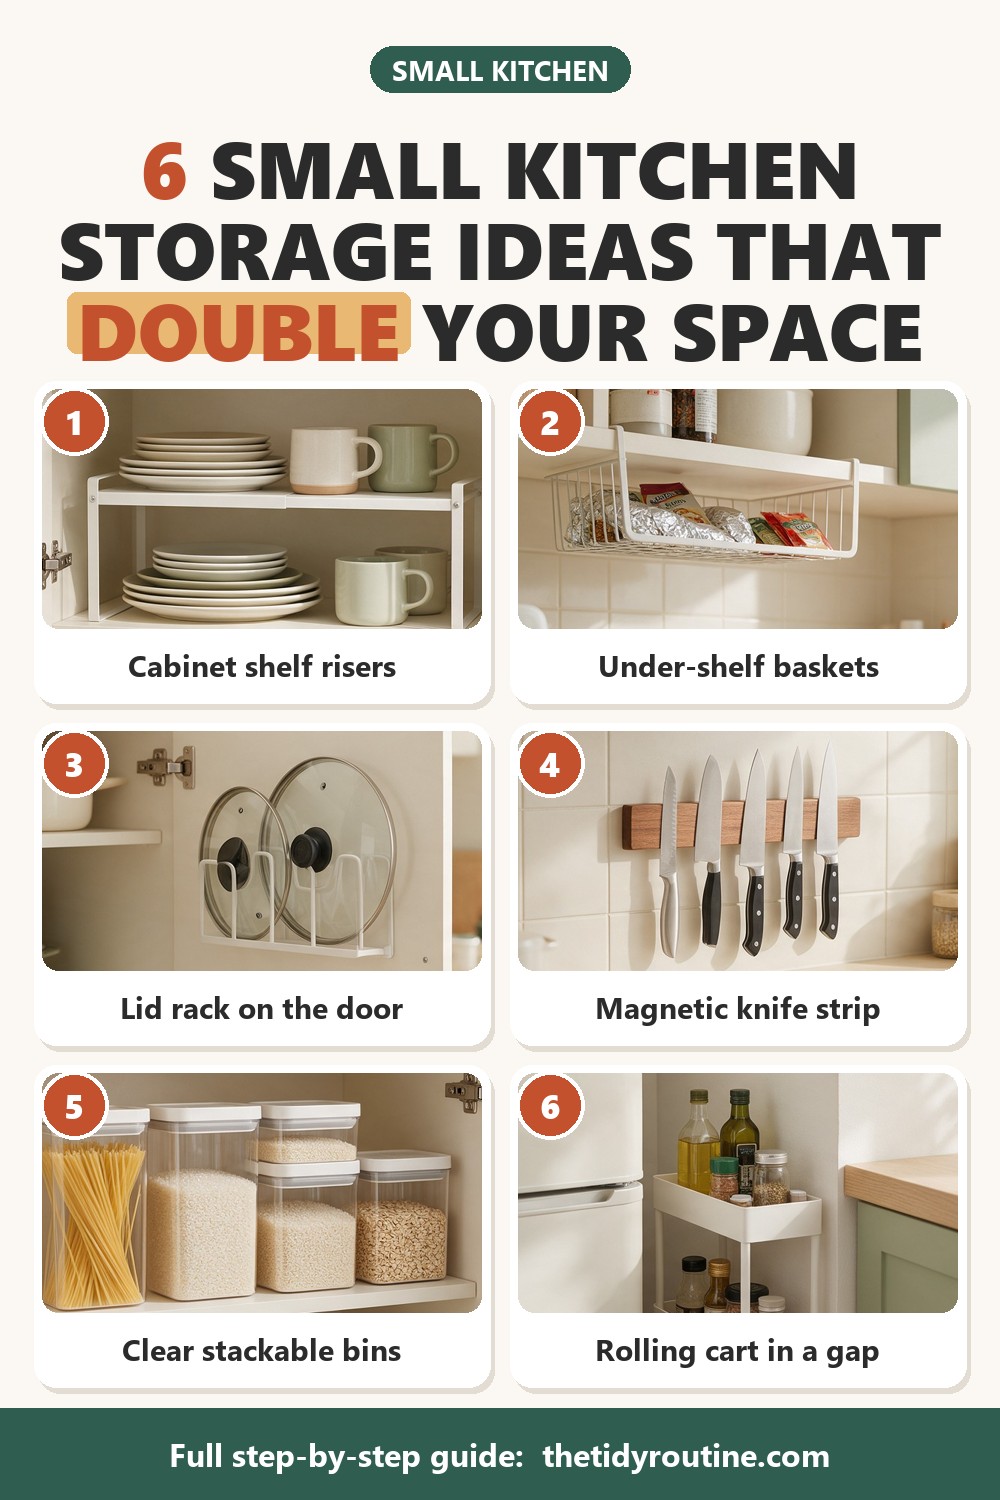 SMALL KITCHEN
6 SMALL KITCHEN
STORAGE IDEAS THAT
DOUBLE YOUR SPACE
1
2
Cabinet shelf risers
Under-shelf baskets
3
4
Lid rack on the door
Magnetic knife strip
5
6
Clear stackable bins
Rolling cart in a gap
Full step-by-step guide: thetidyroutine.com